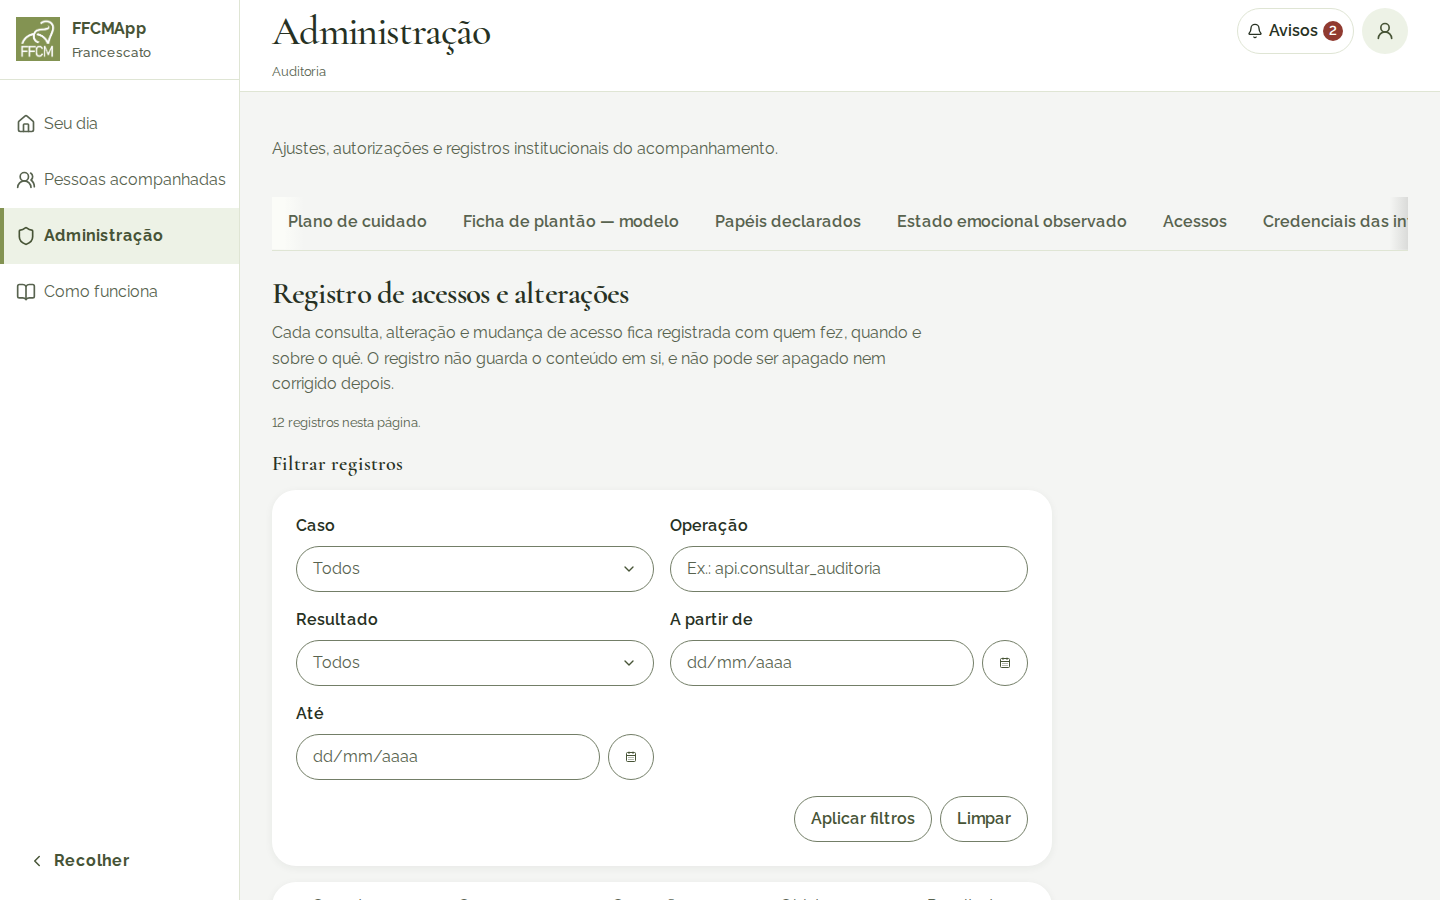 FFCMApp
Francescato
FFCM
Seu dia
Pessoas acompanhadas
Administração
Como funciona
Recolher
Administração
Auditoria
Avisos 2
Ajustes, autorizações e registros institucionais do acompanhamento.
Plano de cuidado
Ficha de plantão — modelo
Papéis declarados
Estado emocional observado
Acessos
Credenciais das
Registro de acessos e alterações
Cada consulta, alteração e mudança de acesso fica registrada com quem fez, quando e
sobre o quê. O registro não guarda o conteúdo em si, e não pode ser apagado nem
corrigido depois.
12 registros nesta página.
Filtrar registros
Caso
Todos
Operação
Ex.: api.consultar_auditoria
Resultado
Todos
A partir de
dd/mm/aaaa
Até
dd/mm/aaaa
Aplicar filtros
Limpar